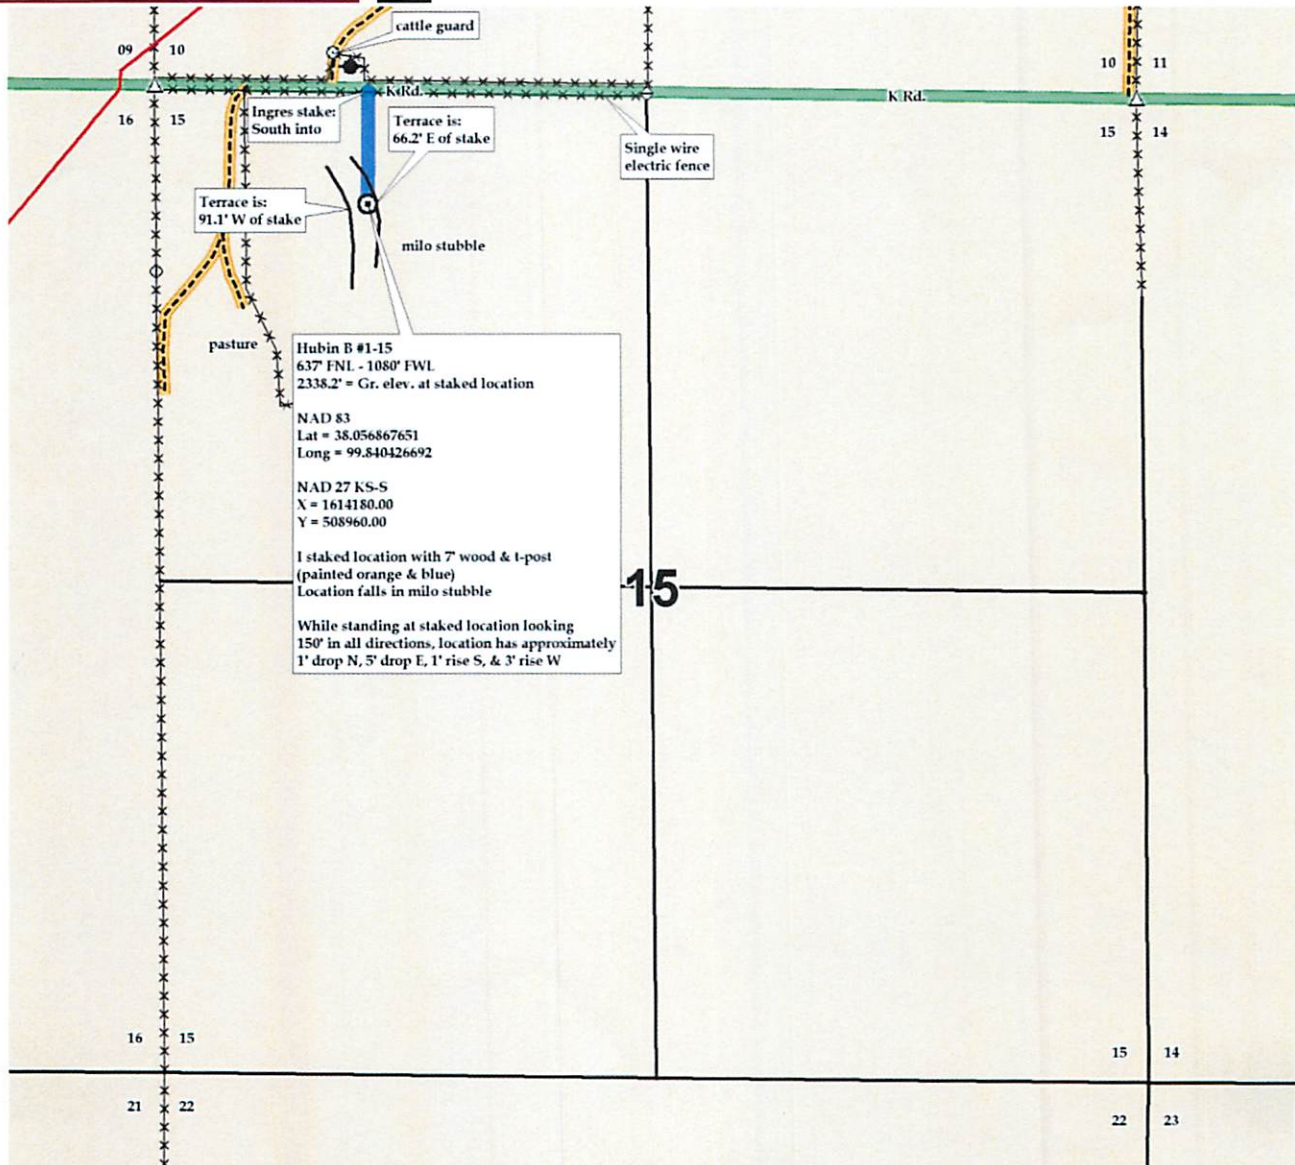 cattle guard
09 10
10 11
K Rd.
K Rd.
16 15
Ingres stake:
South into
Terrace is:
66.2' E of stake
15 14
Single wire
electric fence
Terrace is:
91.1' W of stake
milo stubble
pasture
Hubin B #1-15
637' FNL - 1080' FWL
2338.2' = Gr. elev. at staked location
NAD 83
Lat = 38.056867651
Long = 99.840426692
NAD 27 KS-S
X = 1614180.00
Y = 508960.00
I staked location with 7' wood & t-post
(painted orange & blue)
Location falls in milo stubble
15
While standing at staked location looking
150' in all directions, location has approximately
1' drop N, 5' drop E, 1' rise S, & 3' rise W
16 15
15 14
21 22
22 23